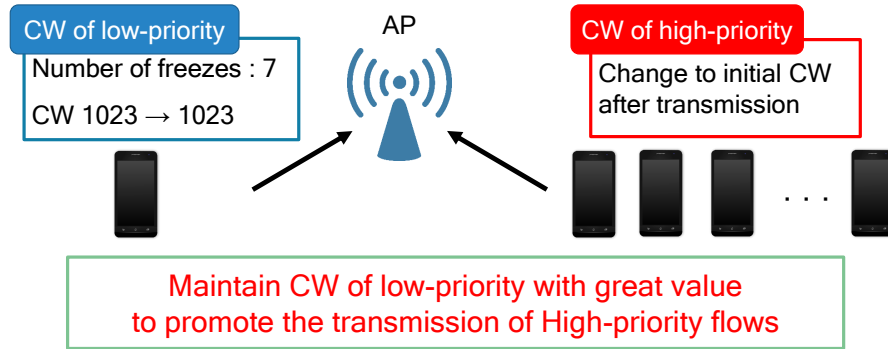 CW of low-priority
Number of freezes : 7
CW 1023 → 1023
AP
CW of high-priority
Change to initial CW
after transmission
. . .
Maintain CW of low-priority with great value
to promote the transmission of High-priority flows